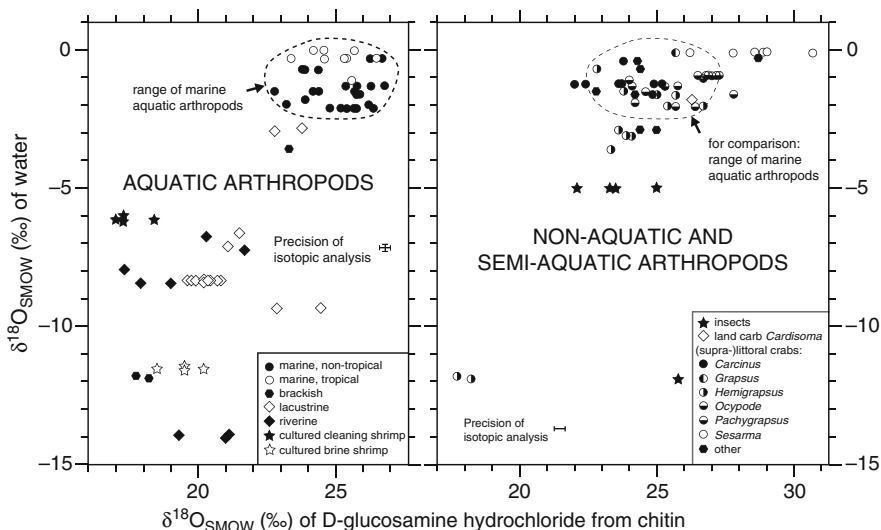 0
−5
−10
−15
δ¹⁸O_SMOW (‰) of water
range of marine
aquatic arthropods
AQUATIC ARTHROPODS
Precision of
isotopic analysis
marine, non-tropical
marine, tropical
brackish
lacustrine
riverine
cultured cleaning shrimp
cultured brine shrimp
20
25
for comparison:
range of marine
aquatic arthropods
NON-AQUATIC AND
SEMI-AQUATIC ARTHROPODS
Precision of
isotopic analysis
insects
land carb Cardisoma
(supra-)littoral crabs:
Carcinus
Grapsus
Hemigrapsus
Ocypode
Pachygrapsus
Sesarma
other
0
−5
−10
−15
20
25
30
δ¹⁸O_SMOW (‰) of D-glucosamine hydrochloride from chitin